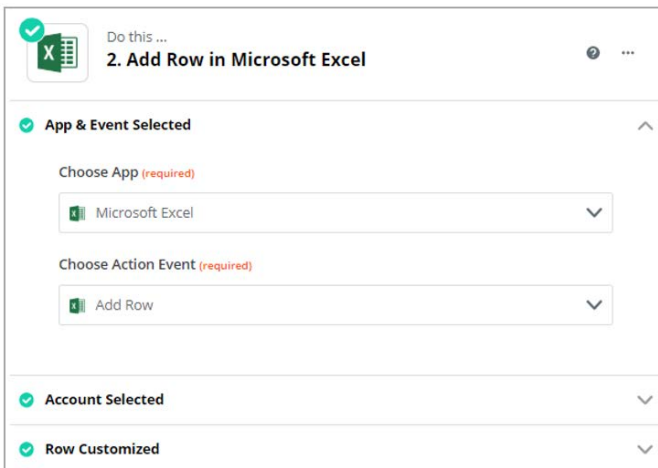 Do this ...
2. Add Row in Microsoft Excel
App & Event Selected
Choose App (required)
Microsoft Excel
Choose Action Event (required)
Add Row
Account Selected
Row Customized